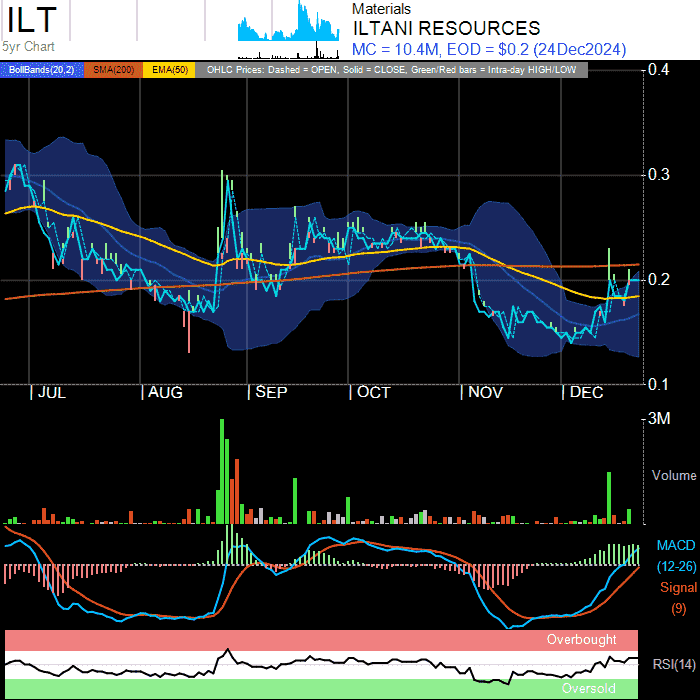 ILT
5yr Chart
Materials
ILTANI RESOURCES
MC = 10.4M, EOD = $0.2 (24Dec2024)
BollBands(20,2) SMA(200) EMA(50) OHLC Prices: Dashed = OPEN, Solid = CLOSE, Green/Red bars = Intra-day HIGH/LOW
0.4
0.3
0.2
0.1
JUL AUG SEP OCT NOV DEC
3M
Volume
MACD
(12-26)
Signal
(9)
Overbought
RSI(14)
Oversold